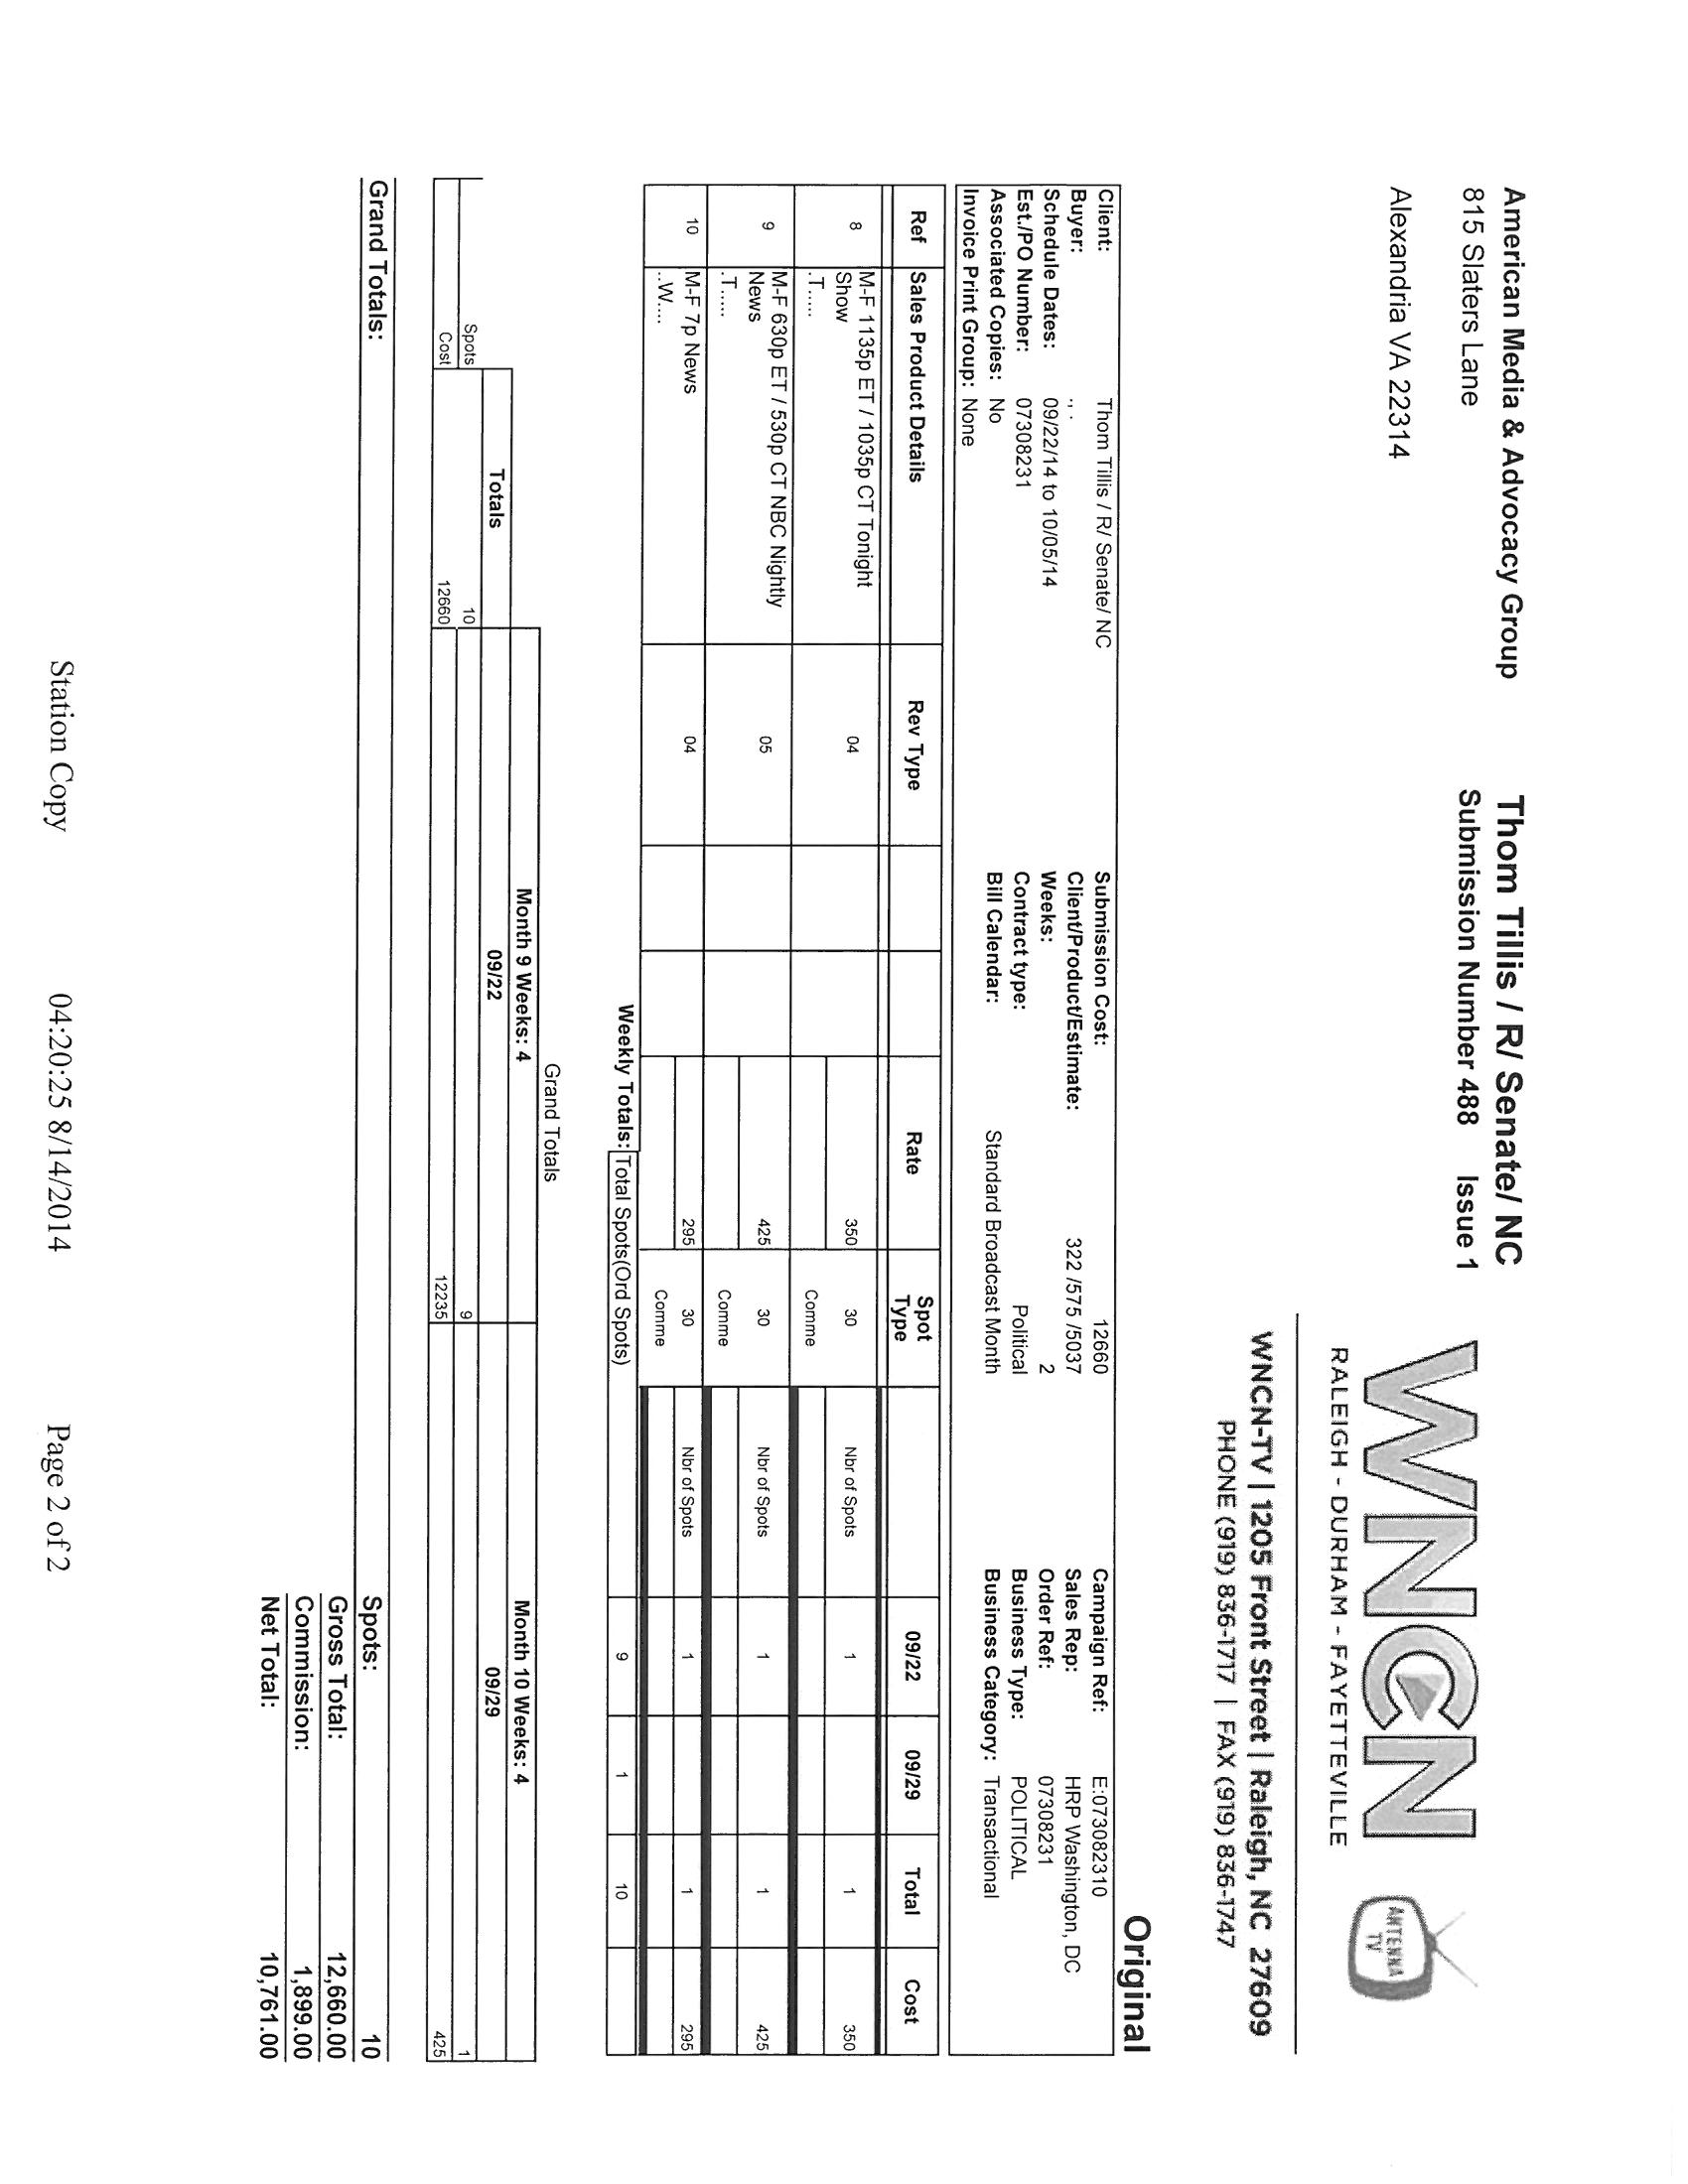 American Media & Advocacy Group
815 Slaters Lane
Alexandria VA 22314
Thom Tillis / R/ Senate/ NC
Submission Number 488 Issue 1
WNCN
ANTENNA TV
RALEIGH - DURHAM - FAYETTEVILLE
WNCN-TV | 1205 Front Street | Raleigh, NC 27609
PHONE (919) 836-1717 | FAX (919) 836-1747
Original
Client: Thom Tillis / R/ Senate/ NC Submission Cost: 12660 Campaign Ref: E:073082310
Buyer: ., . Client/Product/Estimate: 322 /575 /5037 Sales Rep: HRP Washington, DC
Schedule Dates: 09/22/14 to 10/05/14 Weeks: 2 Order Ref: 07308231
Est./PO Number: 07308231 Contract type: Political Business Type: POLITICAL
Associated Copies: No Bill Calendar: Standard Broadcast Month Business Category: Transactional
Invoice Print Group: None
Ref Sales Product Details Rev Type Rate Spot Type 09/22 09/29 Total Cost
8 M-F 1135p ET / 1035p CT Tonight 04 350 30 Nbr of Spots 1 1 350
Show
.T..... Comme
9 M-F 630p ET / 530p CT NBC Nightly 05 425 30 Nbr of Spots 1 1 425
News
.T..... Comme
10 M-F 7p News 04 295 30 Nbr of Spots 1 1 295
..W.... Comme
Weekly Totals: Total Spots(Ord Spots) 9 1 10
Grand Totals
Month 9 Weeks: 4 Month 10 Weeks: 4
Totals 09/22 09/29
Spots 10 9 1
Cost 12660 12235 425
Grand Totals: Spots: 10
Gross Total: 12,660.00
Commission: 1,899.00
Net Total: 10,761.00
Station Copy 04:20:25 8/14/2014 Page 2 of 2